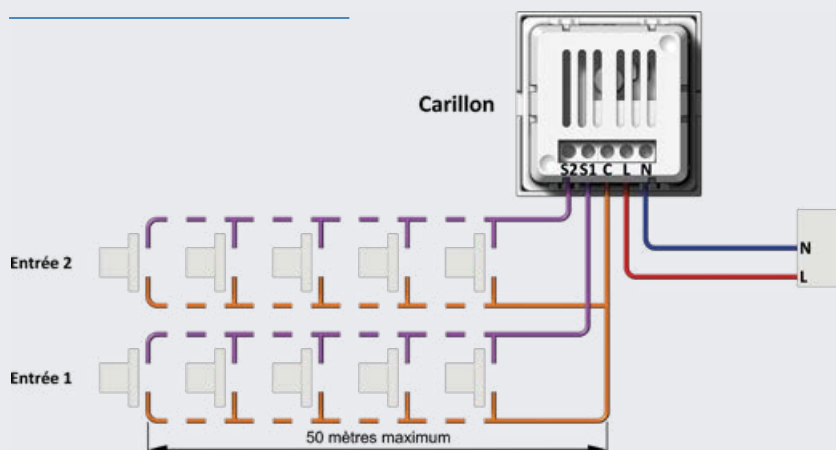 Carillon
S2 S1 C L N
Entrée 2
N
L
Entrée 1
50 mètres maximum